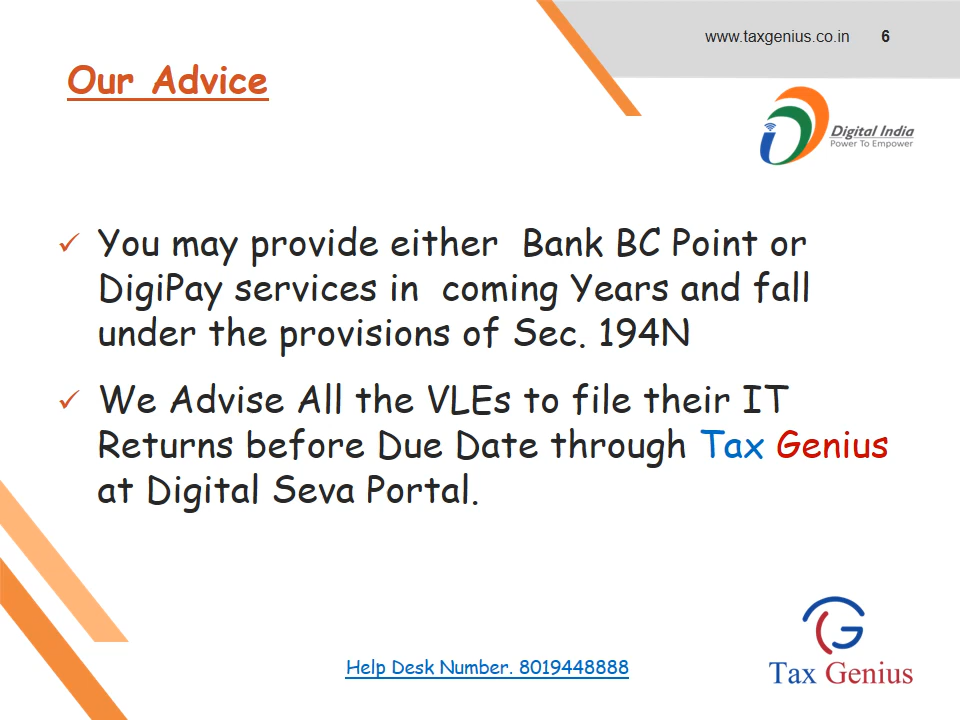 www.taxgenius.co.in 6
Our Advice
Digital India
Power To Empower
✓ You may provide either Bank BC Point or
DigiPay services in coming Years and fall
under the provisions of Sec. 194N
✓ We Advise All the VLEs to file their IT
Returns before Due Date through Tax Genius
at Digital Seva Portal.
Help Desk Number. 8019448888
Tax Genius